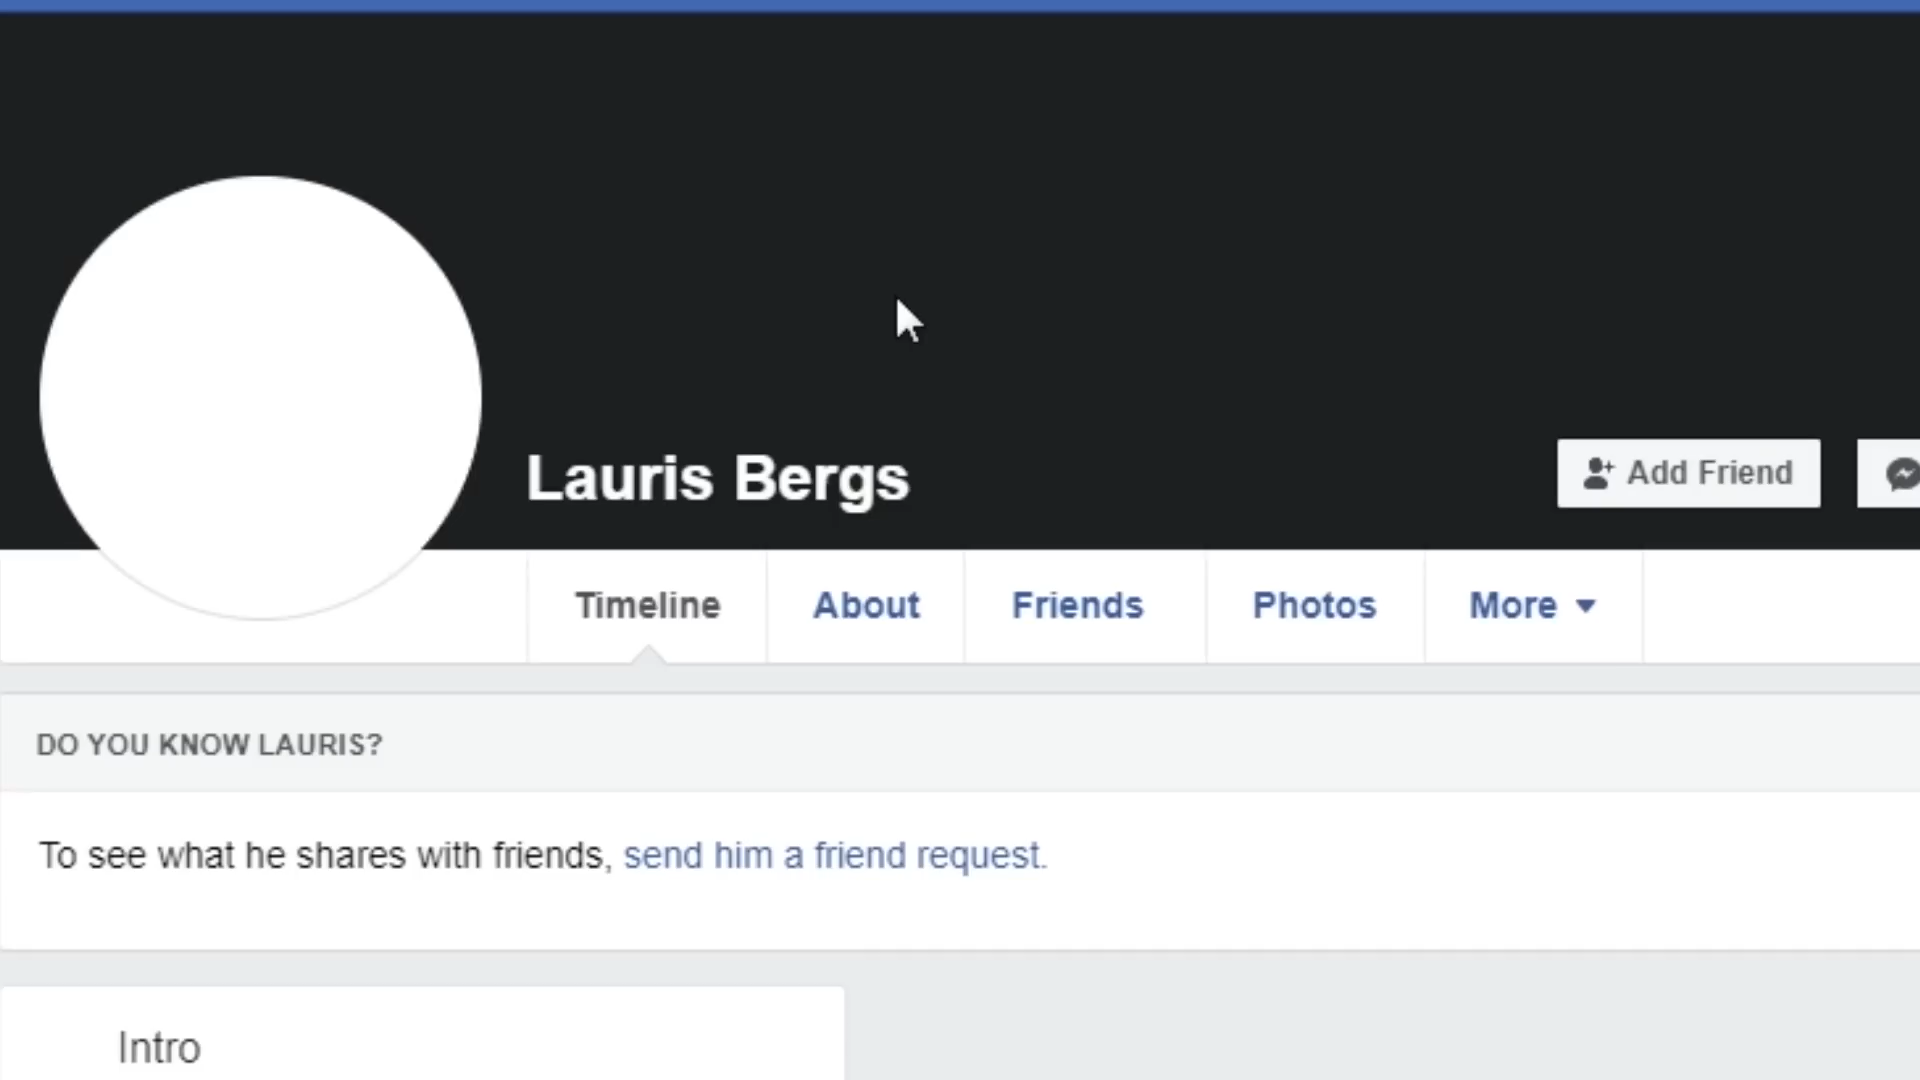 Lauris Bergs
Add Friend
Timeline About Friends Photos More
DO YOU KNOW LAURIS?
To see what he shares with friends, send him a friend request.
Intro